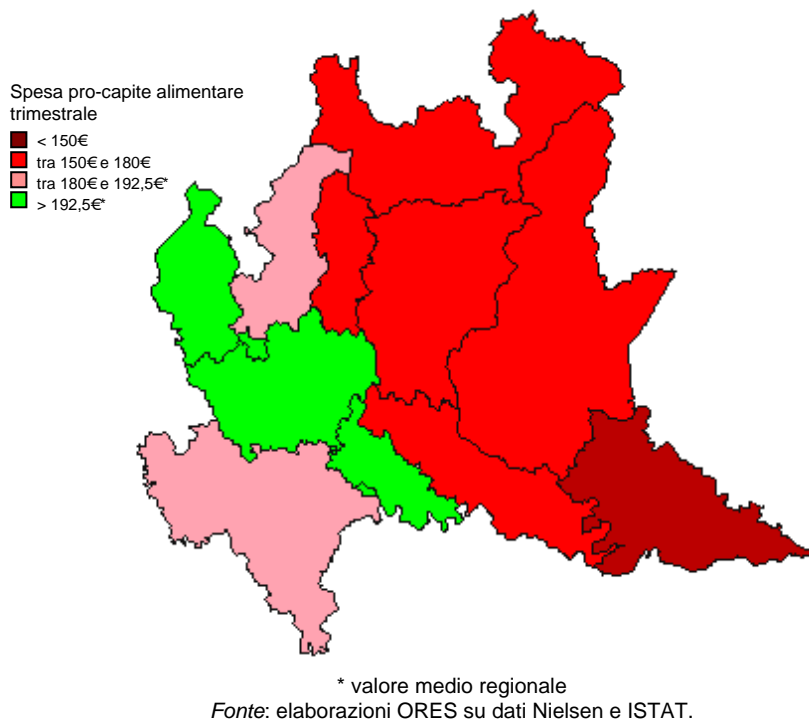 Spesa pro-capite alimentare
trimestrale
< 150€
tra 150€ e 180€
tra 180€ e 192,5€*
> 192,5€*
* valore medio regionale
Fonte: elaborazioni ORES su dati Nielsen e ISTAT.